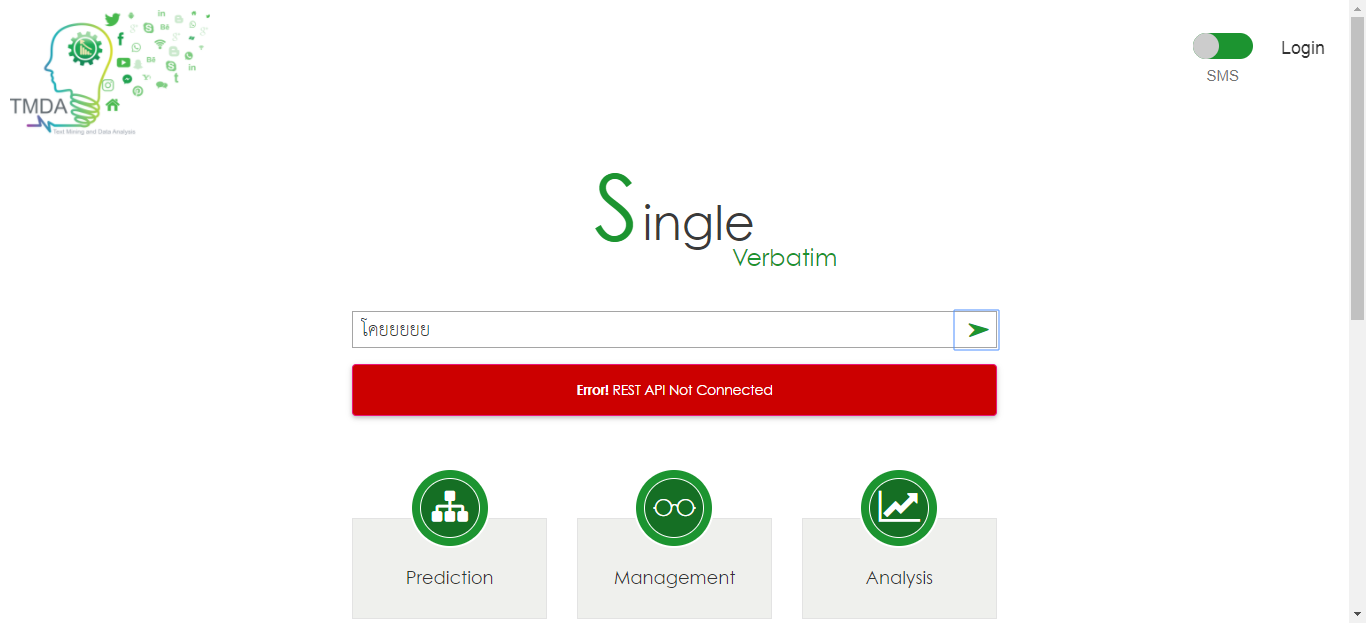 TMDA
Text Mining and Data Analysis
SMS
Login
Single
Verbatim
โคยยยยย
Error! REST API Not Connected
Prediction
Management
Analysis